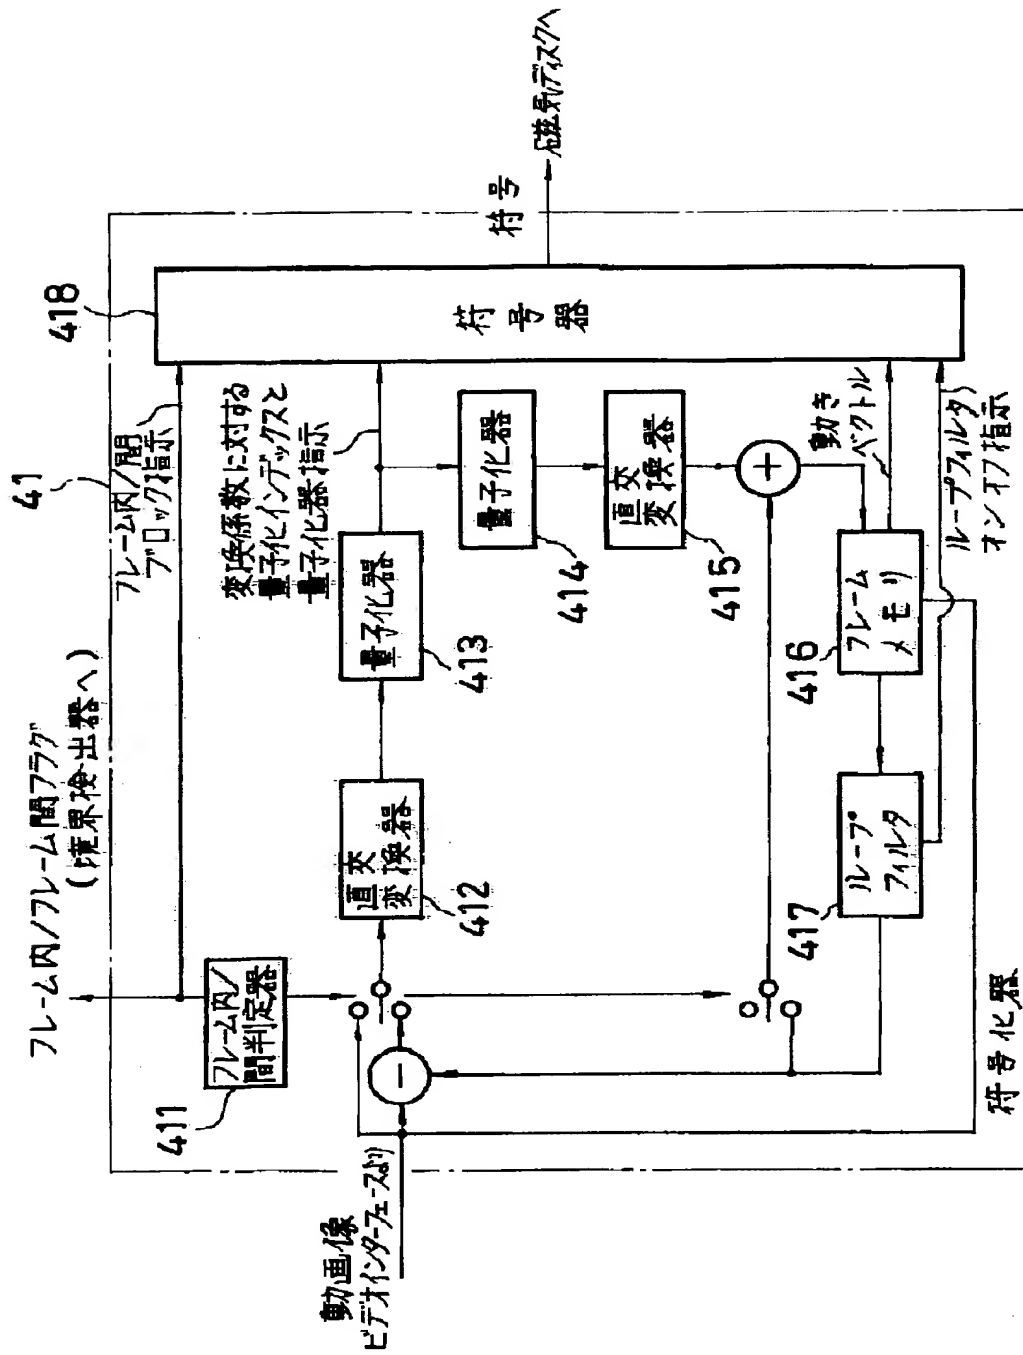 フレーム内/フレーム間フラグ
(境界検出器へ)
41
フレーム内/間
ブロック指示
418
411
フレーム内/
間判定器
変換係数に対する
量子化インデックスと
量子化器指示
符号器
符号
磁気ディスクへ
動画像
ビデオインターフェースより
直交
変換器
412
量子化器
413
量子化器
414
直交
変換器
415
動き
ベクトル
フレーム
メモリ
416
ループ
フィルタ
417
ループフィルタ
オンオフ指示
符号化器
−
+